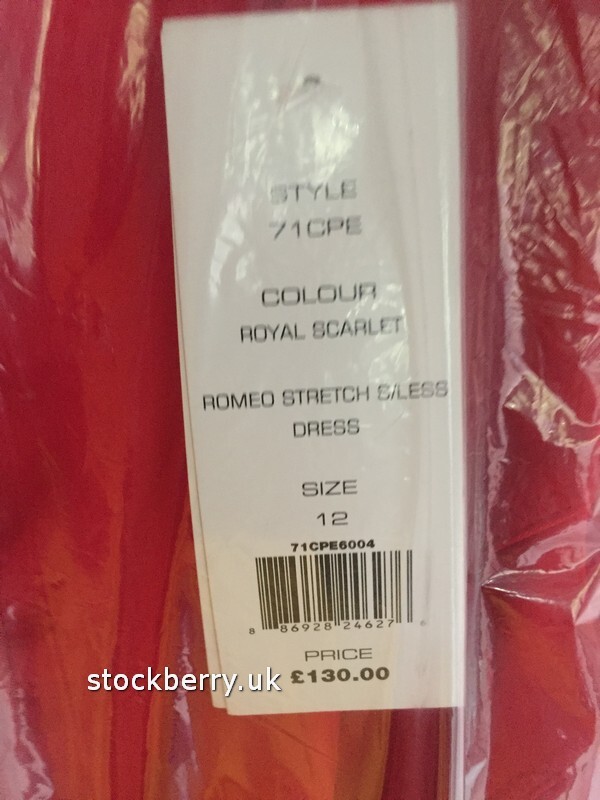 STYLE
71CPE
COLOUR
ROYAL SCARLET
ROMEO STRETCH S/LESS
DRESS
SIZE
12
71CPE6004
8 86928 24627 6
PRICE
£130.00
stockberry.uk